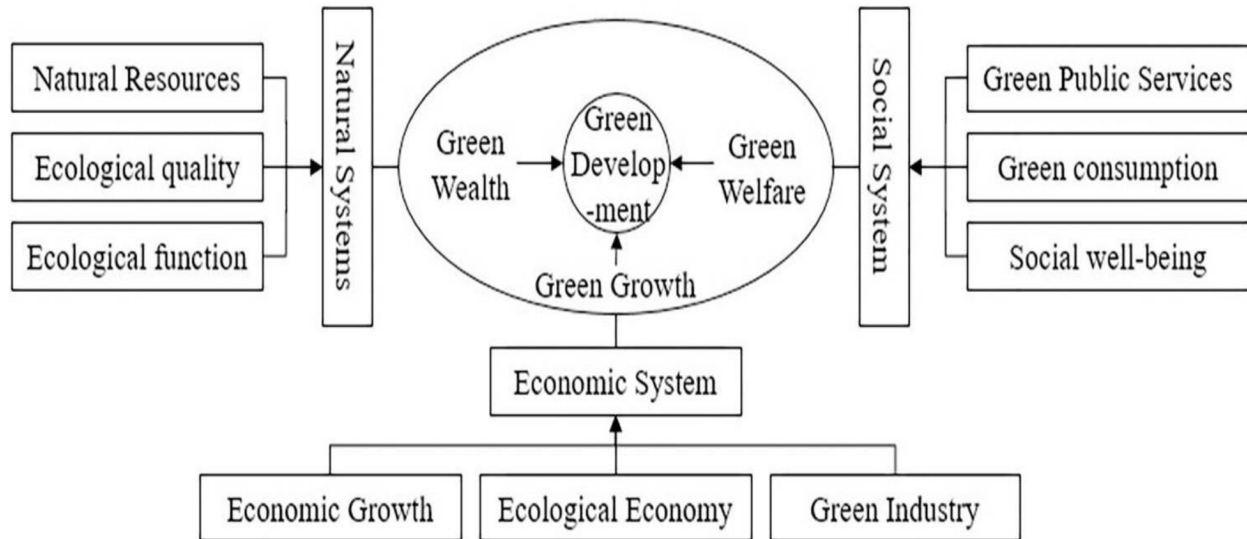 Natural Resources
Ecological quality
Ecological function
Natural Systems
Green
Wealth
Green
Develop
-ment
Green
Welfare
Green Growth
Social System
Green Public Services
Green consumption
Social well-being
Economic System
Economic Growth
Ecological Economy
Green Industry